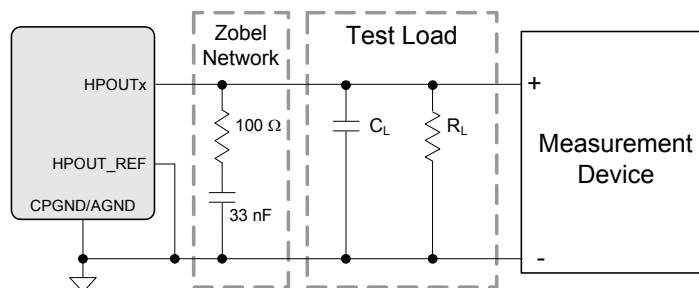 Zobel
Network
Test Load
HPOUTx
+
100 Ω
C_L
R_L
Measurement
Device
HPOUT_REF
CPGND/AGND
33 nF
-